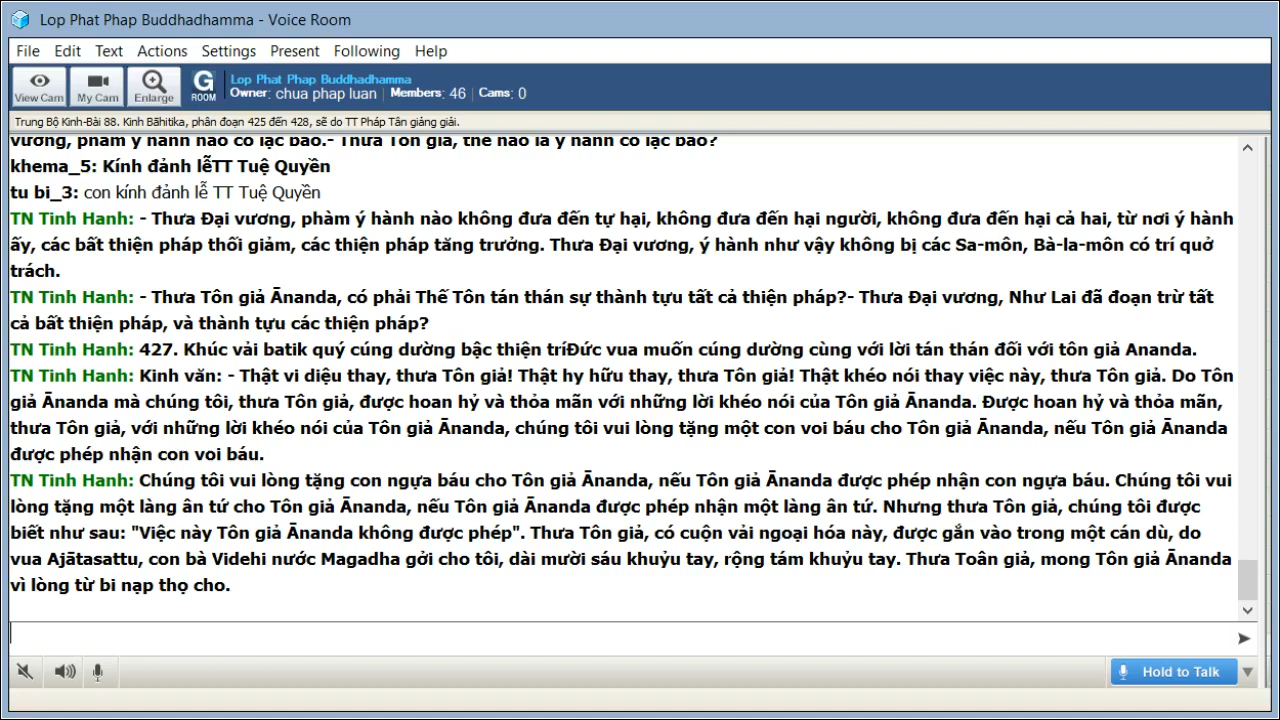 Lop Phat Phap Buddhadhamma - Voice Room
File Edit Text Actions Settings Present Following Help
View Cam My Cam Enlarge G ROOM Lop Phat Phap Buddhadhamma
Owner: chua phap luan | Members: 46 | Cams: 0
Trung Bộ Kinh-Bài 88. Kinh Bāhitika, phân đoạn 425 đến 428, sẽ do TT Pháp Tân giảng giải.
vương, phàm ý hành nào có lạc báo.- Thưa Tôn giả, thế nào là ý hành có lạc báo?
khema_5: Kính đảnh lễTT Tuệ Quyền
tu bi_3: con kính đảnh lễ TT Tuệ Quyền
TN Tinh Hanh: - Thưa Đại vương, phàm ý hành nào không đưa đến tự hại, không đưa đến hại người, không đưa đến hại cả hai, từ nơi ý hành
ấy, các bất thiện pháp thối giảm, các thiện pháp tăng trưởng. Thưa Đại vương, ý hành như vậy không bị các Sa-môn, Bà-la-môn có trí quở
trách.
TN Tinh Hanh: - Thưa Tôn giả Ānanda, có phải Thế Tôn tán thán sự thành tựu tất cả thiện pháp?- Thưa Đại vương, Như Lai đã đoạn trừ tất
cả bất thiện pháp, và thành tựu các thiện pháp?
TN Tinh Hanh: 427. Khúc vải batik quý cúng dường bậc thiện tríĐức vua muốn cúng dường cùng với lời tán thán đối với tôn giả Ananda.
TN Tinh Hanh: Kinh văn: - Thật vi diệu thay, thưa Tôn giả! Thật hy hữu thay, thưa Tôn giả! Thật khéo nói thay việc này, thưa Tôn giả. Do Tôn
giả Ānanda mà chúng tôi, thưa Tôn giả, được hoan hỷ và thỏa mãn với những lời khéo nói của Tôn giả Ānanda. Được hoan hỷ và thỏa mãn,
thưa Tôn giả, với những lời khéo nói của Tôn giả Ānanda, chúng tôi vui lòng tặng một con voi báu cho Tôn giả Ānanda, nếu Tôn giả Ānanda
được phép nhận con voi báu.
TN Tinh Hanh: Chúng tôi vui lòng tặng con ngựa báu cho Tôn giả Ānanda, nếu Tôn giả Ānanda được phép nhận con ngựa báu. Chúng tôi vui
lòng tặng một làng ân tứ cho Tôn giả Ānanda, nếu Tôn giả Ānanda được phép nhận một làng ân tứ. Nhưng thưa Tôn giả, chúng tôi được
biết như sau: "Việc này Tôn giả Ānanda không được phép". Thưa Tôn giả, có cuộn vải ngoại hóa này, được gắn vào trong một cán dù, do
vua Ajātasattu, con bà Videhi nước Magadha gởi cho tôi, dài mười sáu khuỷu tay, rộng tám khuỷu tay. Thưa Toân giả, mong Tôn giả Ānanda
vì lòng từ bi nạp thọ cho.
Hold to Talk